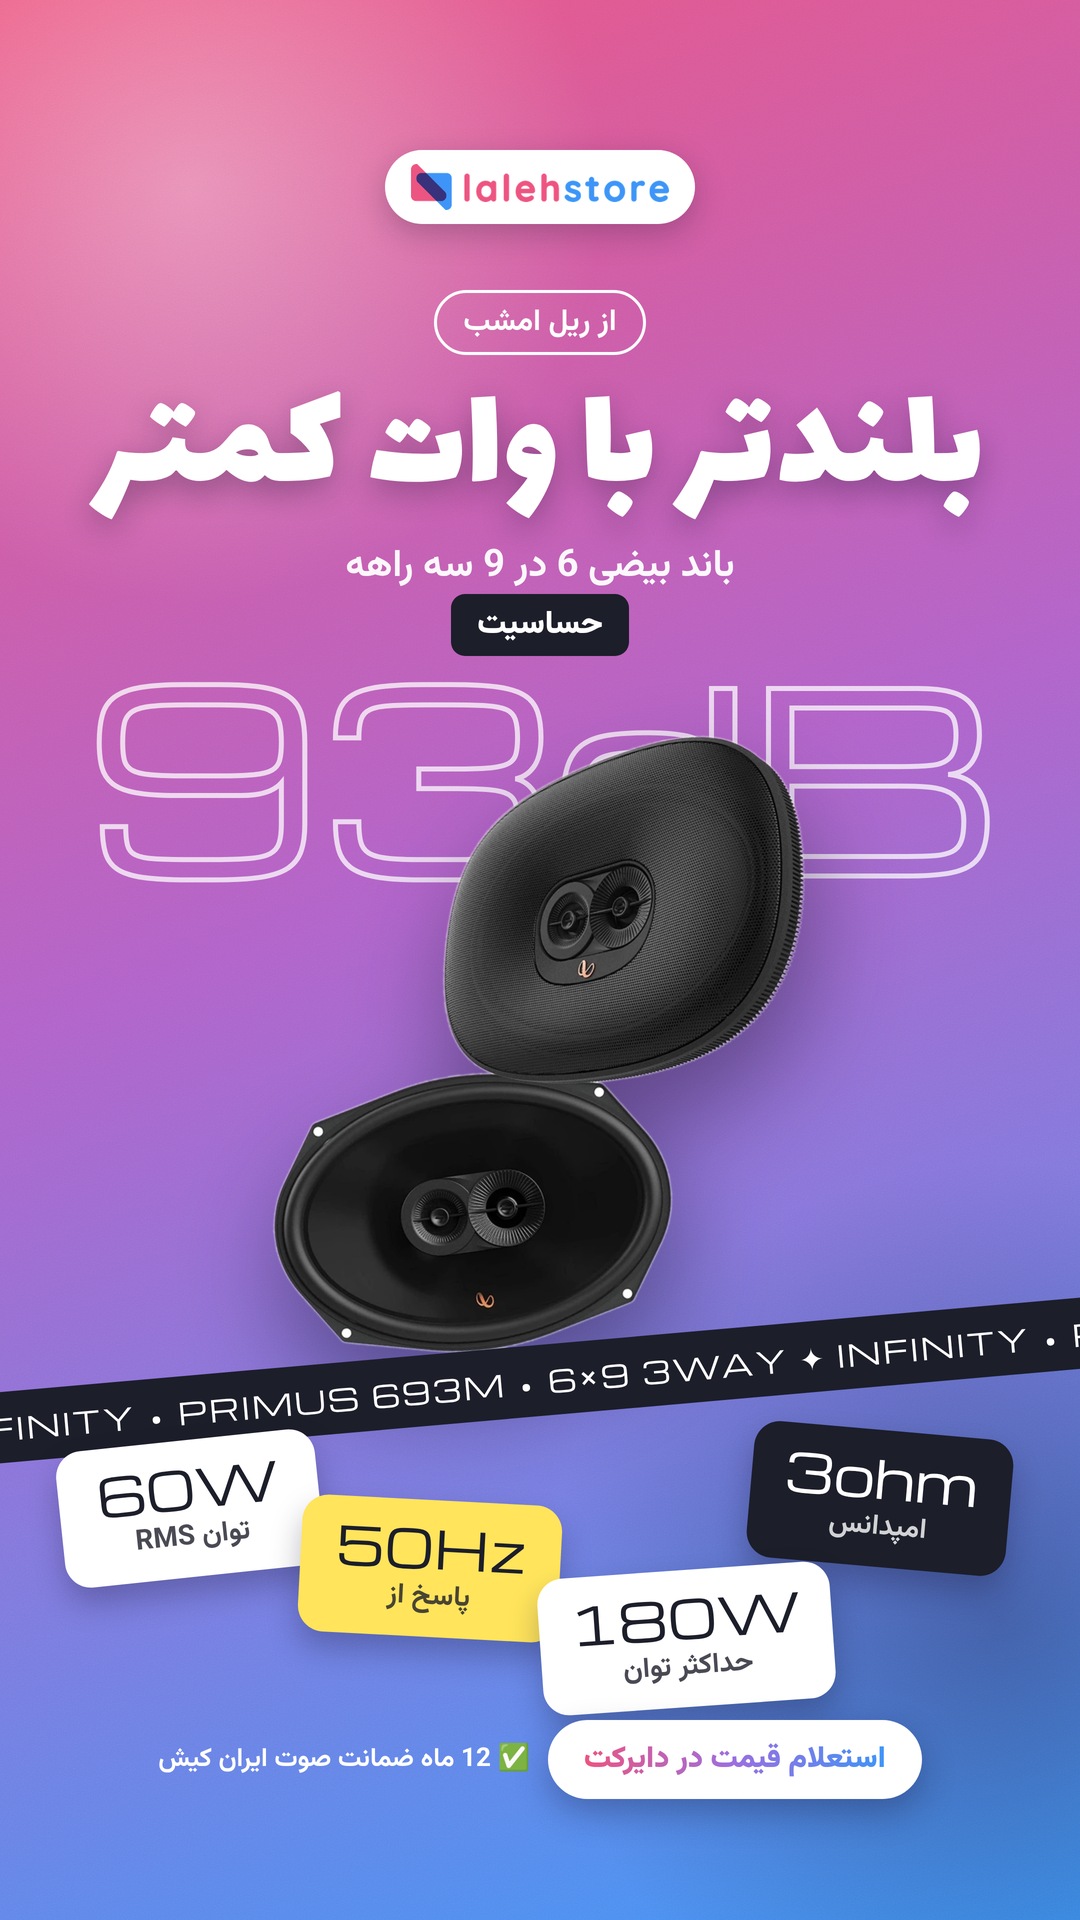 lalehstore
از ریل امشب
بلندتر با وات کمتر
باند بیضی 6 در 9 سه راهه
حساسیت
93dB
FINITY • PRIMUS 693M • 6×9 3WAY ✦ INFINITY •
60W
توان RMS
50Hz
پاسخ از
3ohm
امپدانس
180W
حداکثر توان
استعلام قیمت در دایرکت
✅ 12 ماه ضمانت صوت ایران کیش